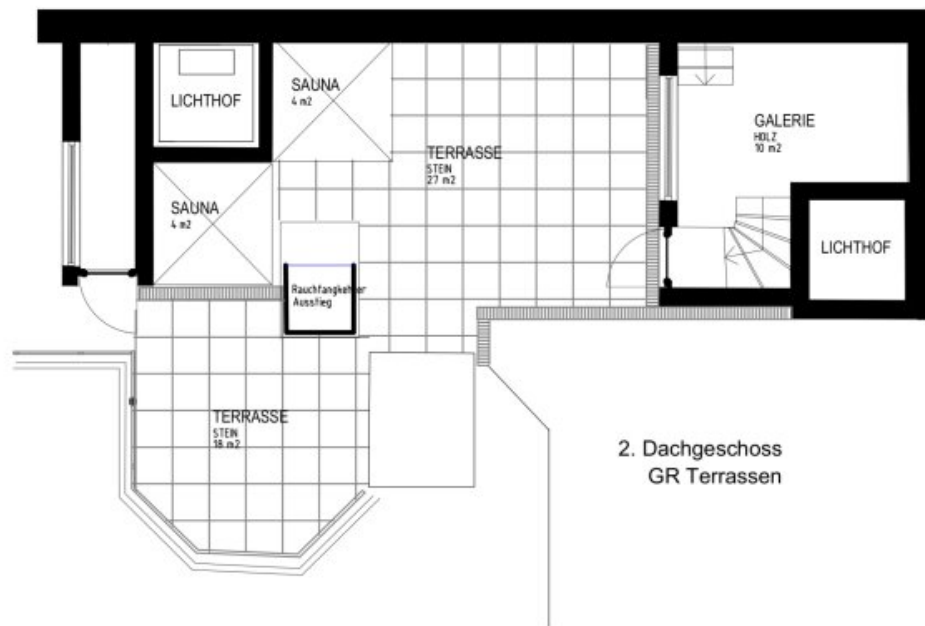 LICHTHOF
SAUNA
4 m2
SAUNA
4 m2
TERRASSE
STEIN
27 m2
GALERIE
HOLZ
10 m2
LICHTHOF
Rauchfangkehrer
Ausstieg
TERRASSE
STEIN
18 m2
2. Dachgeschoss
GR Terrassen